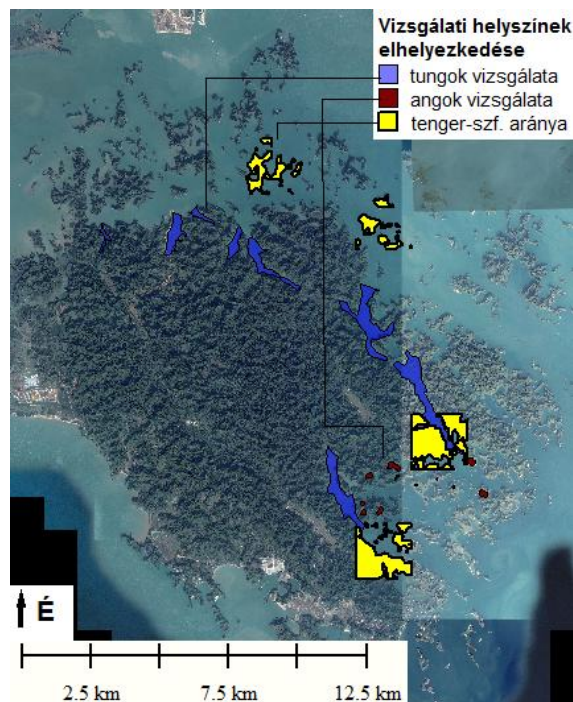 Vizsgálati helyszínek
elhelyezkedése
tungok vizsgálata
angok vizsgálata
tenger-szf. aránya
É
2.5 km 7.5 km 12.5 km